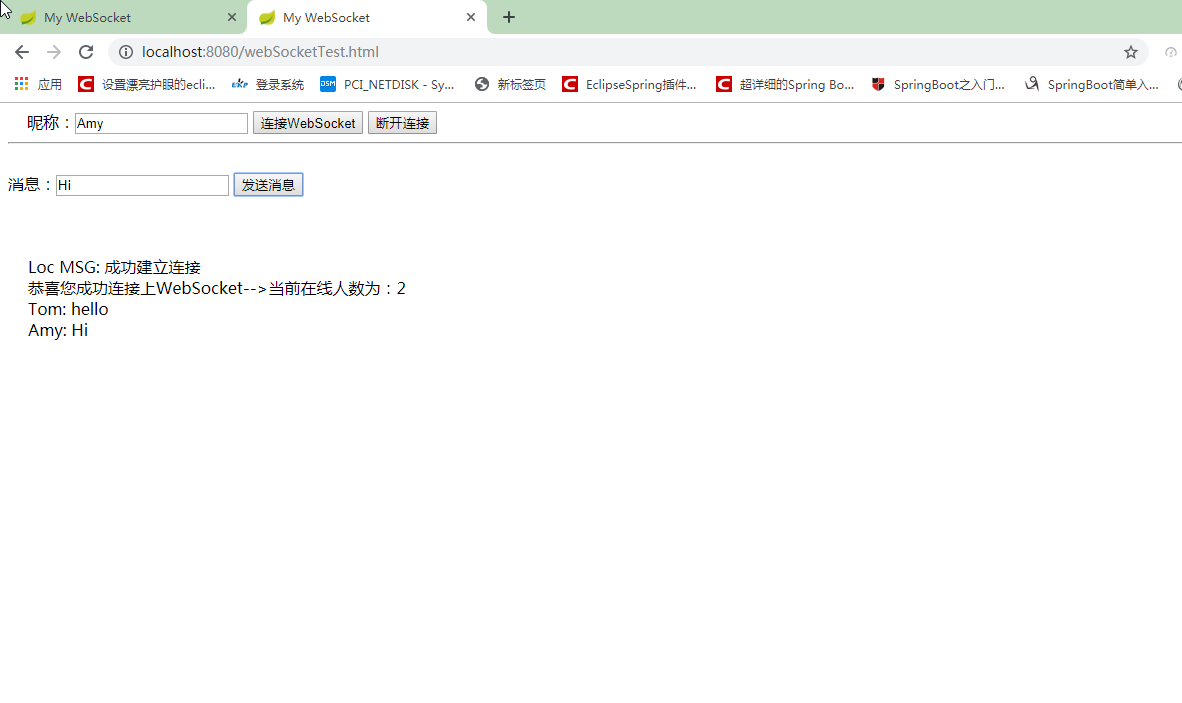 My WebSocket
My WebSocket
localhost:8080/webSocketTest.html
应用 设置漂亮护眼的ecli... 登录系统 PCI_NETDISK - Sy... 新标签页 EclipseSpring插件... 超详细的Spring Bo... SpringBoot之入门... SpringBoot简单入...
昵称：Amy 连接WebSocket 断开连接
消息：Hi 发送消息
Loc MSG: 成功建立连接
恭喜您成功连接上WebSocket-->当前在线人数为：2
Tom: hello
Amy: Hi